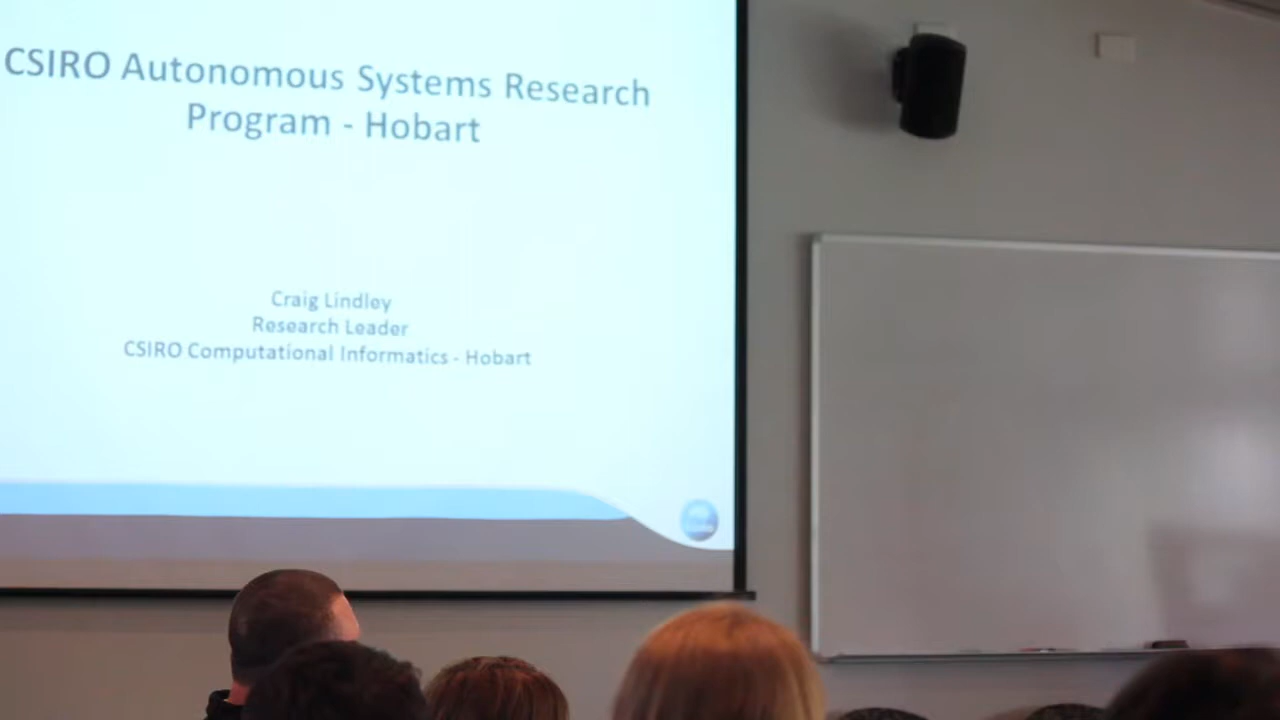 CSIRO Autonomous Systems Research
Program - Hobart
Craig Lindley
Research Leader
CSIRO Computational Informatics - Hobart